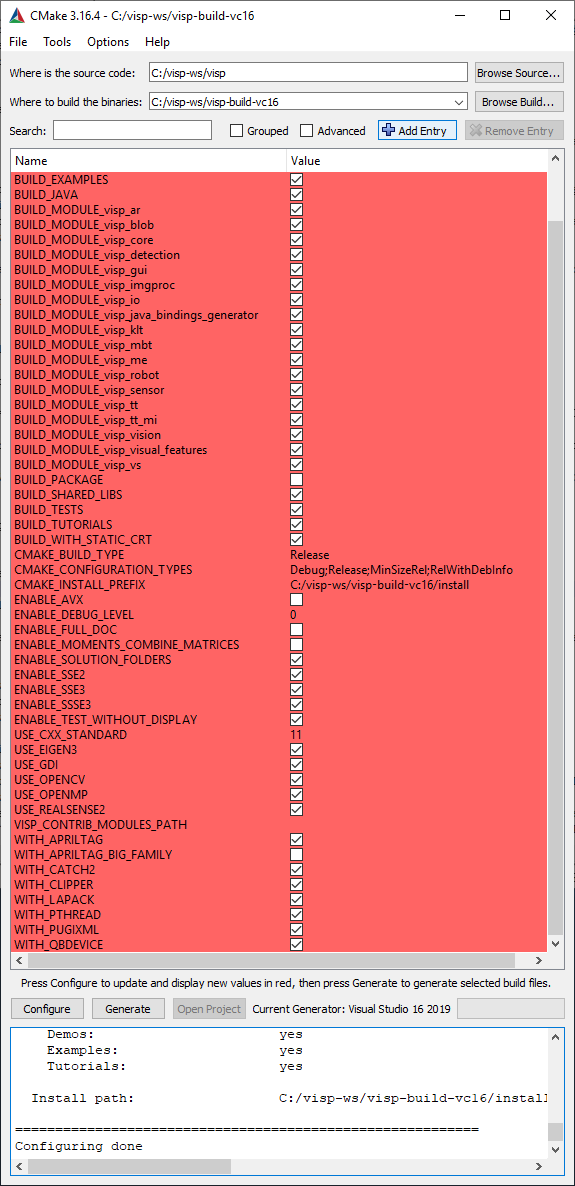 CMake 3.16.4 - C:/visp-ws/visp-build-vc16
File Tools Options Help
Where is the source code: C:/visp-ws/visp Browse Source...
Where to build the binaries: C:/visp-ws/visp-build-vc16 Browse Build...
Search: Grouped Advanced Add Entry Remove Entry
Name Value
BUILD_EXAMPLES
BUILD_JAVA
BUILD_MODULE_visp_ar
BUILD_MODULE_visp_blob
BUILD_MODULE_visp_core
BUILD_MODULE_visp_detection
BUILD_MODULE_visp_gui
BUILD_MODULE_visp_imgproc
BUILD_MODULE_visp_io
BUILD_MODULE_visp_java_bindings_generator
BUILD_MODULE_visp_klt
BUILD_MODULE_visp_mbt
BUILD_MODULE_visp_me
BUILD_MODULE_visp_robot
BUILD_MODULE_visp_sensor
BUILD_MODULE_visp_tt
BUILD_MODULE_visp_tt_mi
BUILD_MODULE_visp_vision
BUILD_MODULE_visp_visual_features
BUILD_MODULE_visp_vs
BUILD_PACKAGE
BUILD_SHARED_LIBS
BUILD_TESTS
BUILD_TUTORIALS
BUILD_WITH_STATIC_CRT
CMAKE_BUILD_TYPE Release
CMAKE_CONFIGURATION_TYPES Debug;Release;MinSizeRel;RelWithDebInfo
CMAKE_INSTALL_PREFIX C:/visp-ws/visp-build-vc16/install
ENABLE_AVX
ENABLE_DEBUG_LEVEL 0
ENABLE_FULL_DOC
ENABLE_MOMENTS_COMBINE_MATRICES
ENABLE_SOLUTION_FOLDERS
ENABLE_SSE2
ENABLE_SSE3
ENABLE_SSSE3
ENABLE_TEST_WITHOUT_DISPLAY
USE_CXX_STANDARD 11
USE_EIGEN3
USE_GDI
USE_OPENCV
USE_OPENMP
USE_REALSENSE2
VISP_CONTRIB_MODULES_PATH
WITH_APRILTAG
WITH_APRILTAG_BIG_FAMILY
WITH_CATCH2
WITH_CLIPPER
WITH_LAPACK
WITH_PTHREAD
WITH_PUGIXML
WITH_QBDEVICE
Press Configure to update and display new values in red, then press Generate to generate selected build files.
Configure Generate Open Project Current Generator: Visual Studio 16 2019
Demos: yes
Examples: yes
Tutorials: yes
Install path: C:/visp-ws/visp-build-vc16/install
==========================================================
Configuring done